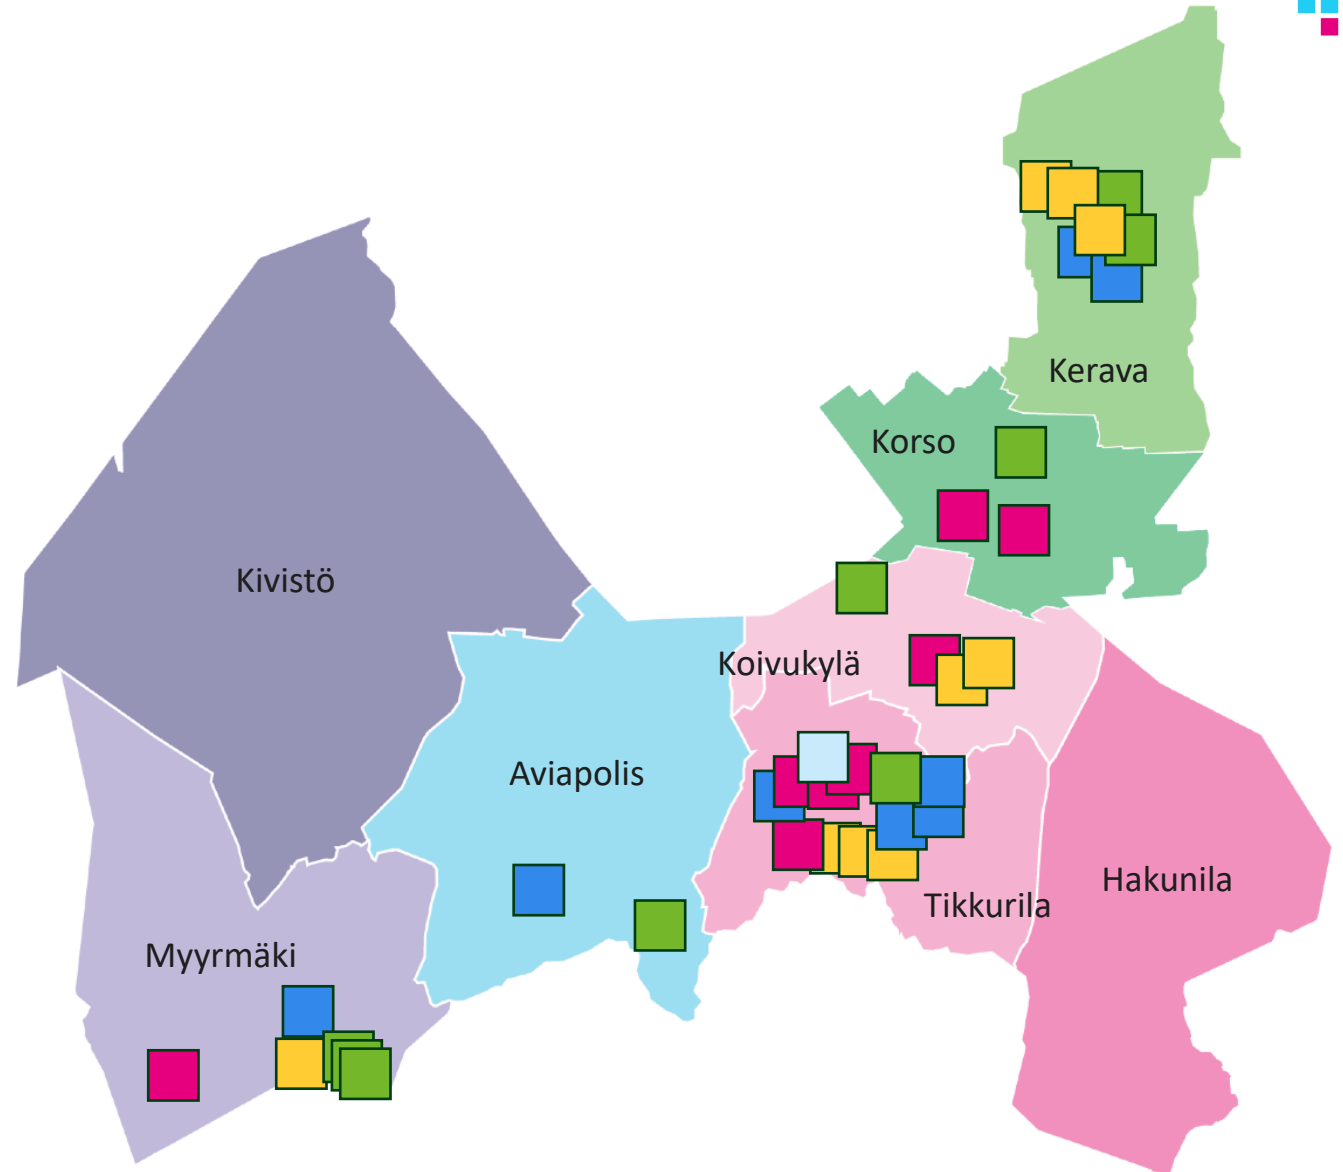 Kerava
Korso
Kivistö
Koivukylä
Aviapolis
Hakunila
Tikkurila
Myyrmäki